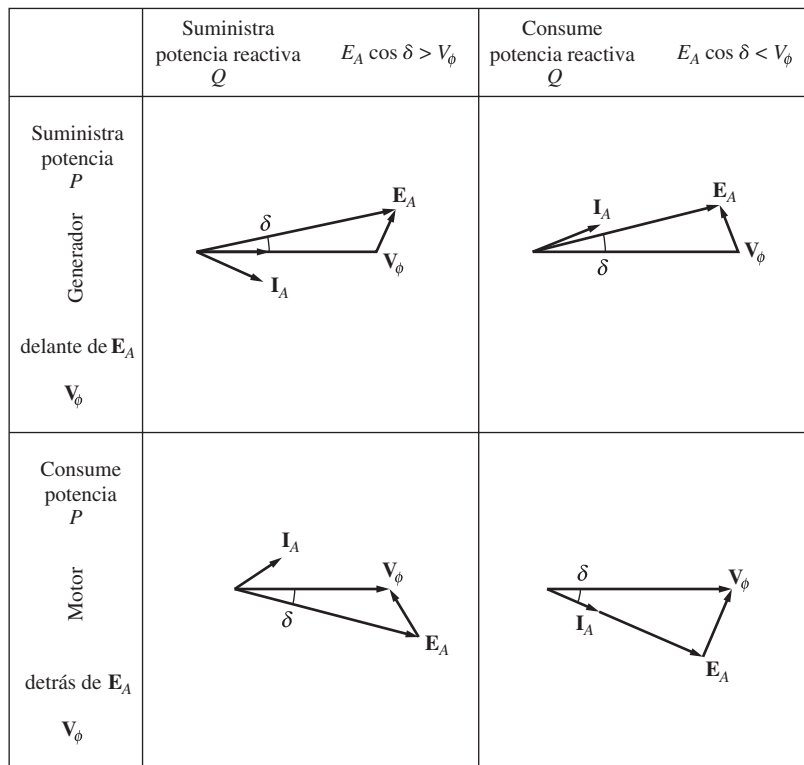 Suministra
potencia reactiva
Q
E_A cos δ > V_ϕ
Consume
potencia reactiva
Q
E_A cos δ < V_ϕ
Suministra
potencia
P
Generador
delante de E_A
V_ϕ
E_A
δ
V_ϕ
I_A
E_A
I_A
δ
V_ϕ
Consume
potencia
P
Motor
detrás de E_A
V_ϕ
I_A
V_ϕ
δ
E_A
δ
V_ϕ
I_A
E_A